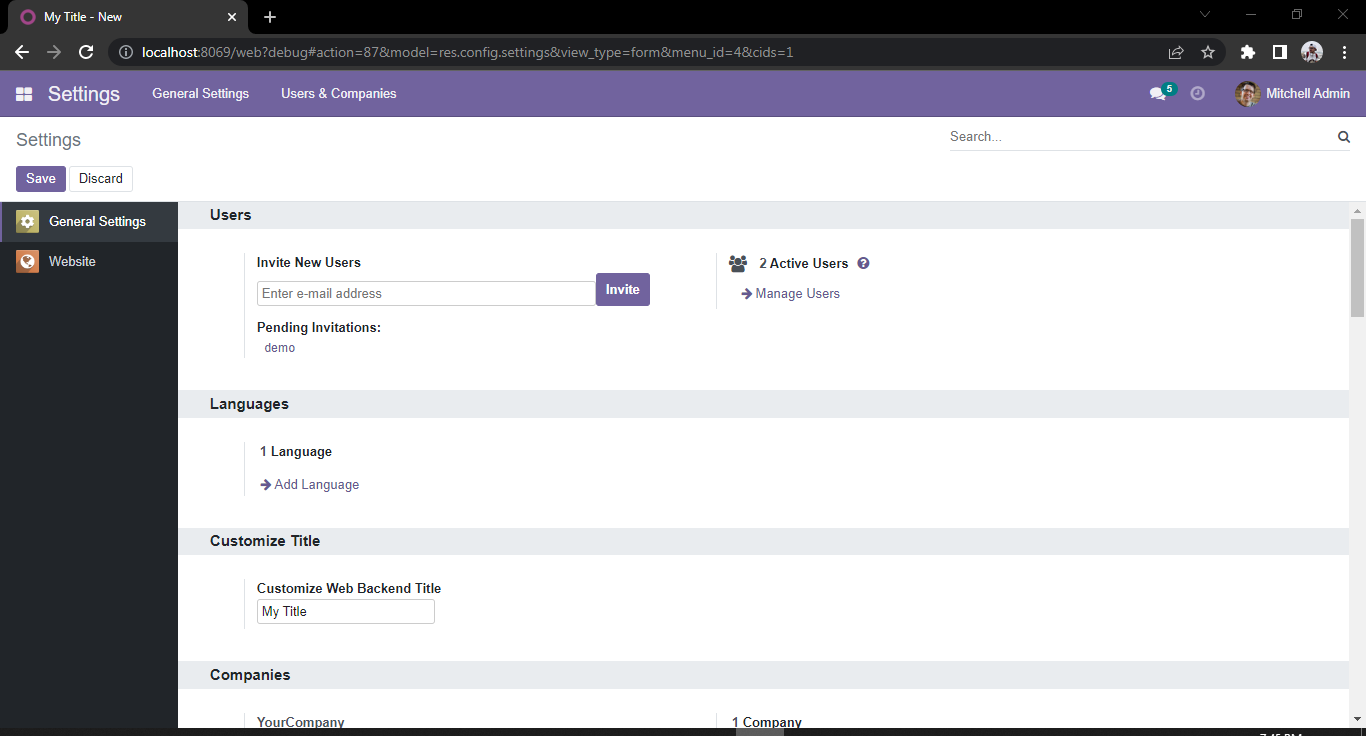 My Title - New
localhost:8069/web?debug#action=87&model=res.config.settings&view_type=form&menu_id=4&cids=1
Settings General Settings Users & Companies 5 Mitchell Admin
Settings Search...
Save Discard
General Settings
Website
Users
Invite New Users
Enter e-mail address Invite
Pending Invitations:
demo
2 Active Users ?
Manage Users
Languages
1 Language
Add Language
Customize Title
Customize Web Backend Title
My Title
Companies
YourCompany 1 Company